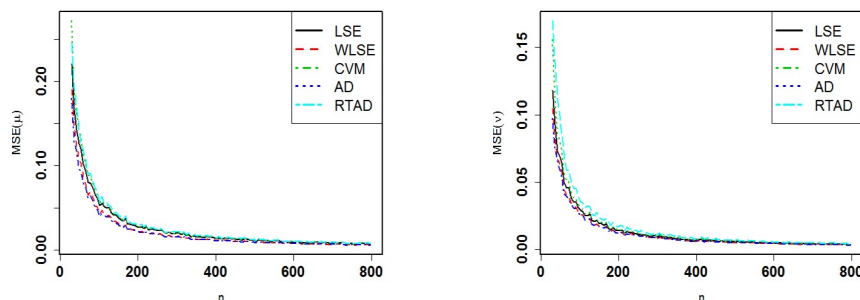 MSE(μ)
0.00
0.10
0.20
0
200
400
600
800
n
LSE
WLSE
CVM
AD
RTAD
MSE(ν)
0.00
0.05
0.10
0.15
0
200
400
600
800
n
LSE
WLSE
CVM
AD
RTAD